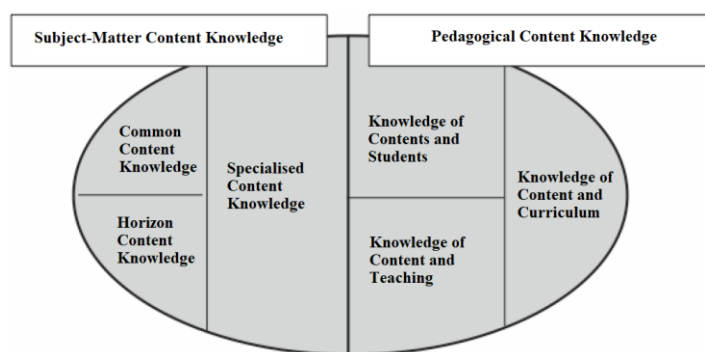 Subject-Matter Content Knowledge
Pedagogical Content Knowledge
Common
Content
Knowledge
Horizon
Content
Knowledge
Specialised
Content
Knowledge
Knowledge of
Contents and
Students
Knowledge of
Content and
Teaching
Knowledge of
Content and
Curriculum